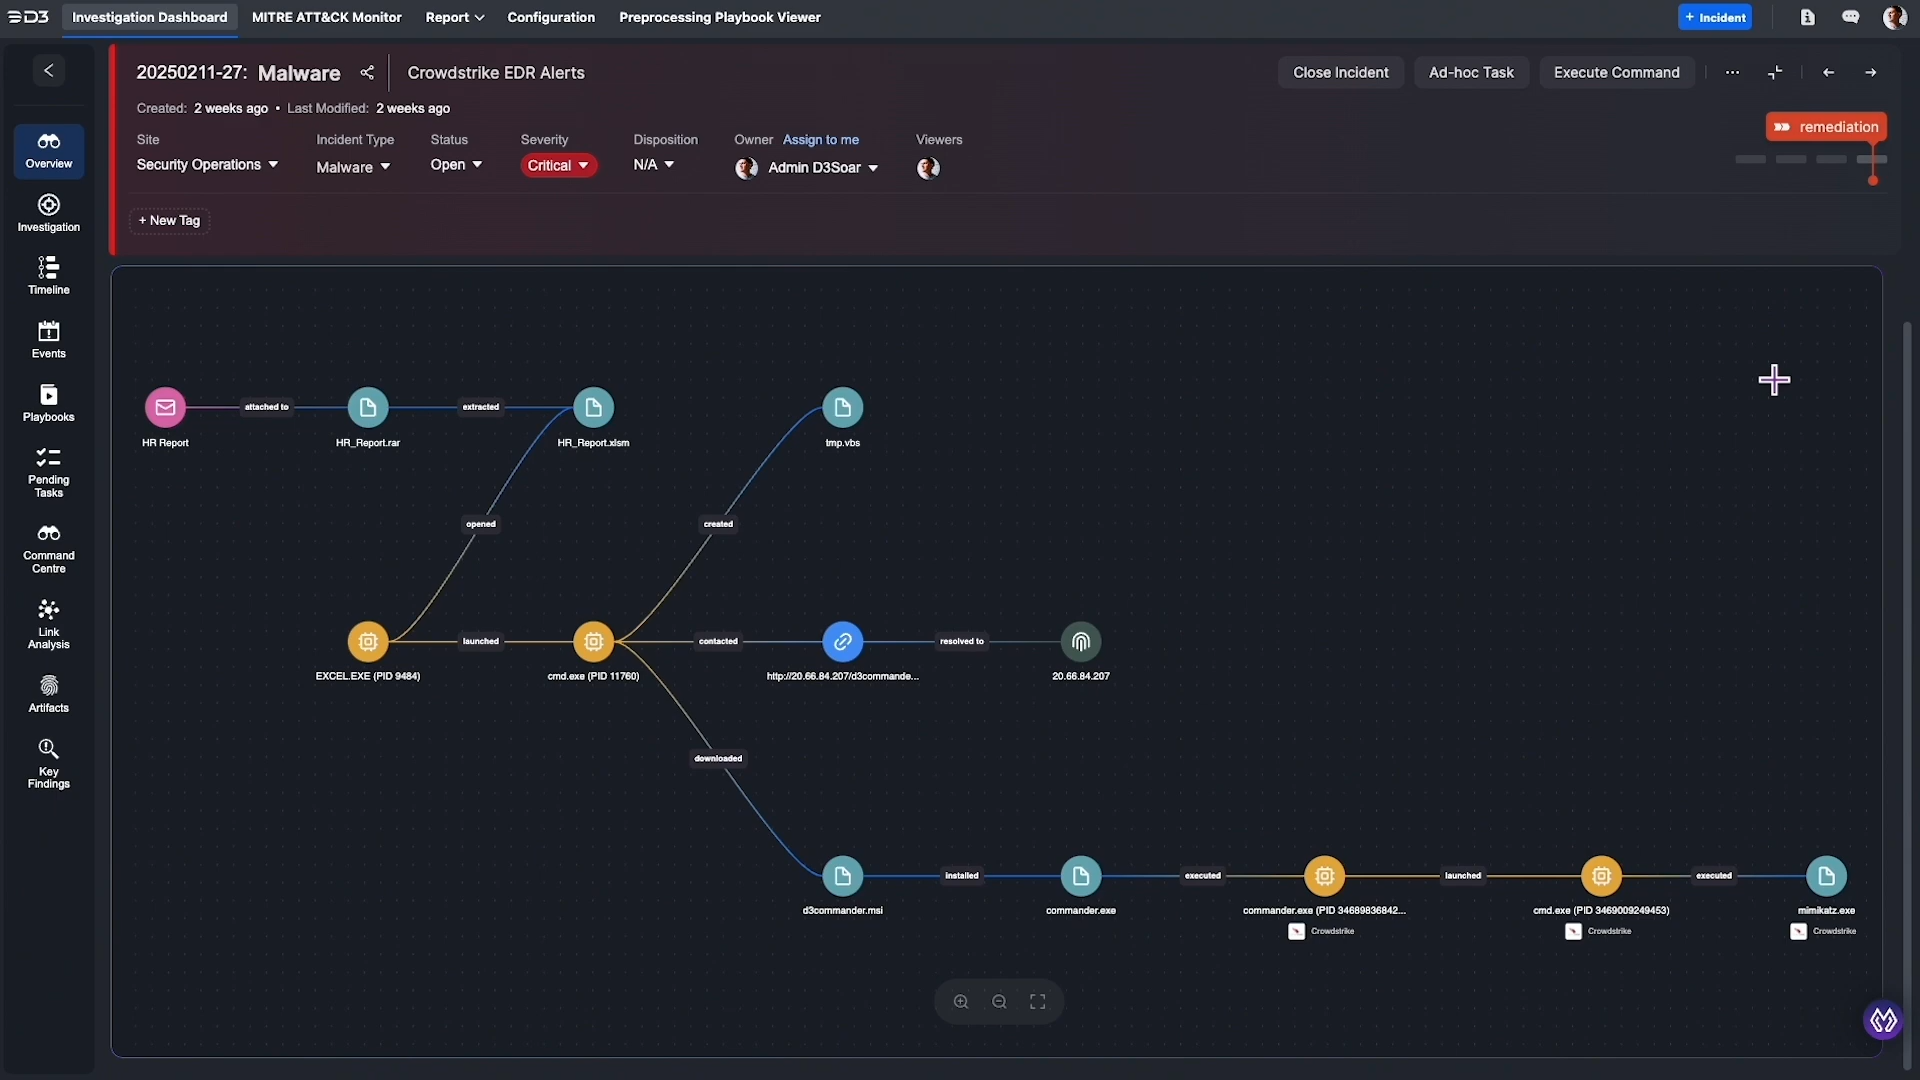 D3 Investigation Dashboard MITRE ATT&CK Monitor Report Configuration Preprocessing Playbook Viewer + Incident
20250211-27: Malware Crowdstrike EDR Alerts Close Incident Ad-hoc Task Execute Command ...
Created: 2 weeks ago • Last Modified: 2 weeks ago
remediation
Site Incident Type Status Severity Disposition Owner Assign to me Viewers
Security Operations Malware Open Critical N/A Admin D3Soar
+ New Tag
Overview
Investigation
Timeline
Events
Playbooks
Pending
Tasks
Command
Centre
Link
Analysis
Artifacts
Key
Findings
attached to extracted
HR Report HR_Report.rar HR_Report.xlsm tmp.vbs
opened created
launched contacted resolved to
EXCEL.EXE (PID 9484) cmd.exe (PID 11760) http://20.66.84.207/d3commande... 20.66.84.207
downloaded
installed executed launched executed
d3commander.msi commander.exe commander.exe (PID 34689836842... cmd.exe (PID 3469009249453) mimikatz.exe
Crowdstrike Crowdstrike Crowdstrike